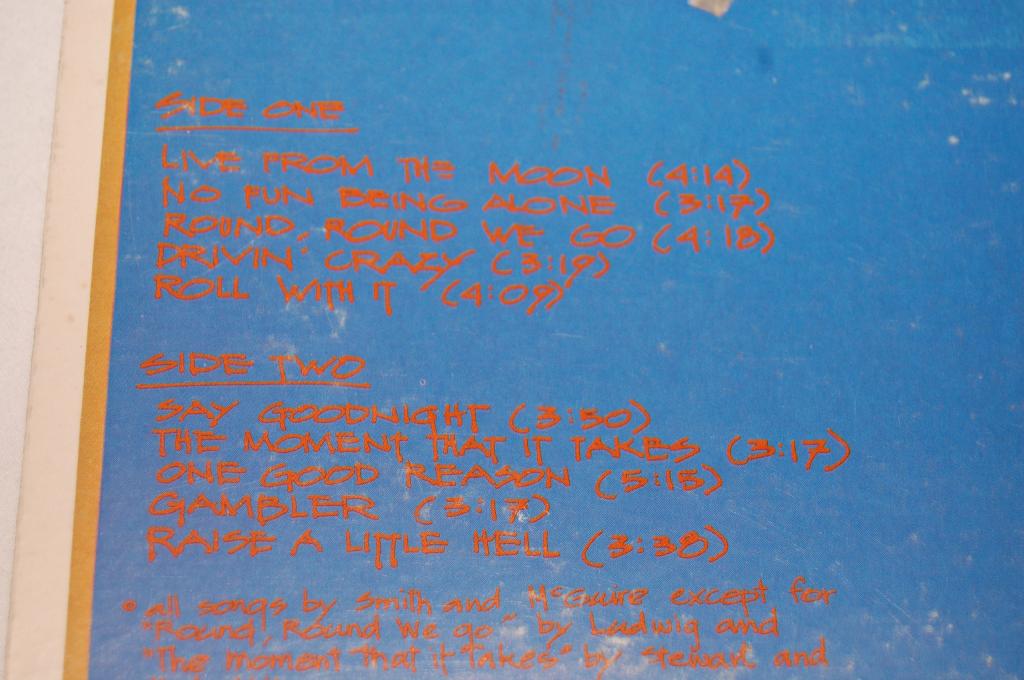 SIDE ONE
LIVE FROM THE MOON (4:14)
NO FUN BEING ALONE (3:17)
ROUND, ROUND WE GO (4:18)
DRIVIN' CRAZY (3:19)
ROLL WITH IT (4:09)
SIDE TWO
SAY GOODNIGHT (3:50)
THE MOMENT THAT IT TAKES (3:17)
ONE GOOD REASON (5:15)
GAMBLER (3:17)
RAISE A LITTLE HELL (3:38)
• all songs by Smith and McGuire except for
"Round, Round We go" by Ludwig and
"The moment that it takes" by Stewart and